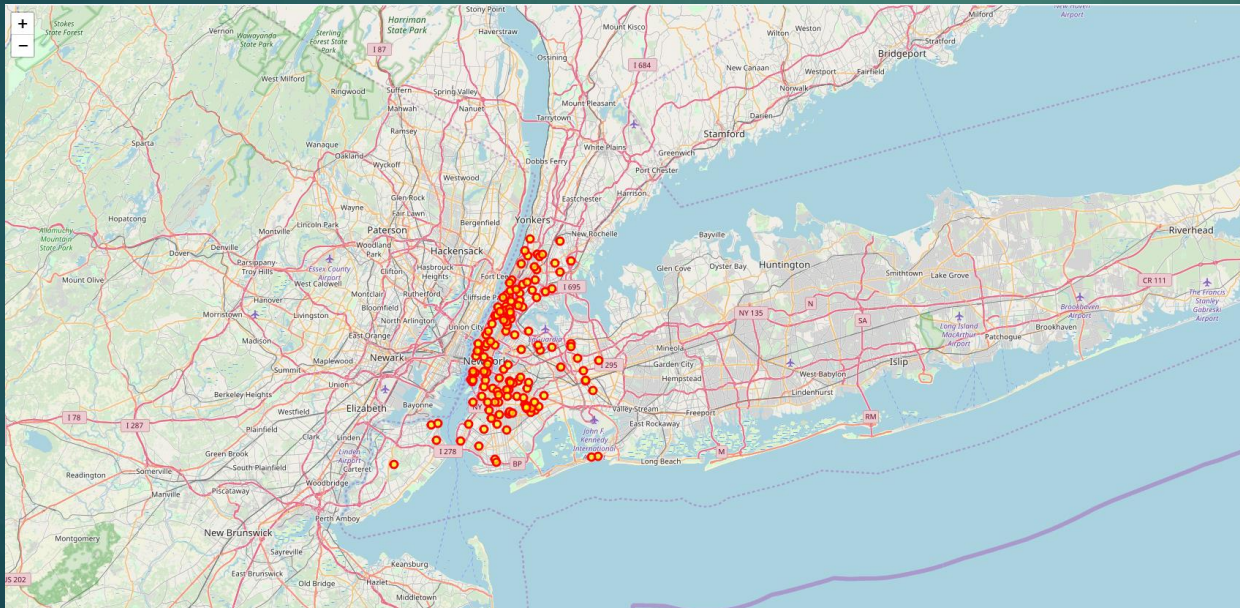 +
−
Stokes
State Forest
Vernon
Wawayanda
State Park
Sterling
Forest State
Park
Harriman
State Park
Stony Point
Haverstraw
Mount Kisco
Wilton
Weston
Airport
Milford
Stratford
Bridgeport
I 87
Ossining
I 684
New Canaan
Westport
Fairfield
West Milford
Ringwood
Suffern
Spring Valley
Mahwah
Nanuet
Mount Pleasant
Norwalk
Darien
Tarrytown
Sparta
Ramsey
Stamford
Wanaque
Oakland
Wyckoff
White Plains
Greenwich
Dobbs Ferry
Port Chester
Westwood
Glen Rock
Fair Lawn
Harrison
Eastchester
Wayne
Hopatcong
Lincoln Park
Bergenfield
Yonkers
Paterson
New Rochelle
Bayville
Riverhead
Allamuchy
Mountain
State Park
Montville
Denville
Dover
Parsippany-
Troy Hills
Woodland
Park
Hackensack
Essex County
Airport
Clifton
Hasbrouck
Heights
Glen Cove
Oyster Bay
Huntington
Smithtown
Lake Grove
Mount Olive
West Caldwell
Montclair
Rutherford
I 695
CR 111
Hanover
Bloomfield
Cliffside
Morristown
Livingston
North Arlington
East Orange
Union City
N
NY 135
SA
Brookhaven
Airport
The Francis
Gabreski
Airport
Long Island
MacArthur
Airport
Brookhaven
Patchogue
Madison
Mineola
Newark
Maplewood
Summit
Irvington
Union
I 295
Garden City
Hempstead
West Babylon
Islip
Berkeley Heights
Lindenhurst
Elizabeth
Bayonne
Westfield
Valley Stream
Freeport
I 78
I 287
RM
East Rockaway
Clark
Linden
Linden
Airport
Carteret
John F.
Kennedy
International
Green Brook
South Plainfield
I 278
BP
Long Beach
M
Readington
Somerville
Woodbridge
Manville
Piscataway
Perth Amboy
New Brunswick
Montgomery
Sayreville
Keansburg
East Brunswick
US 202
Old Bridge
Hazlet
Middletown